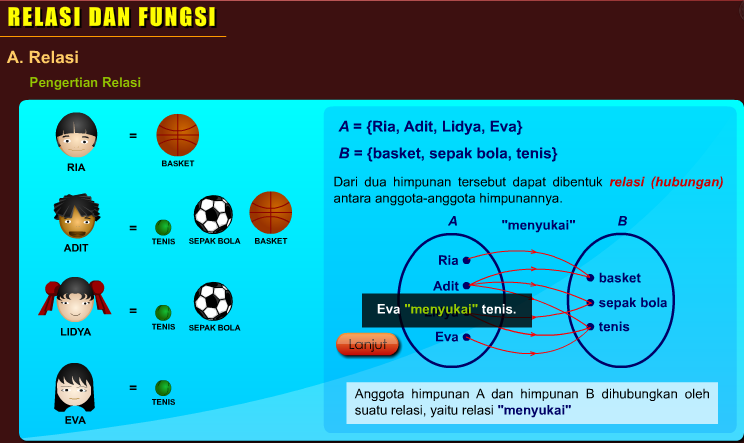 RELASI DAN FUNGSI
A. Relasi
Pengertian Relasi
=
BASKET
RIA
=
TENIS SEPAK BOLA BASKET
ADIT
=
TENIS SEPAK BOLA
LIDYA
=
TENIS
EVA
A = {Ria, Adit, Lidya, Eva}
B = {basket, sepak bola, tenis}
Dari dua himpunan tersebut dapat dibentuk relasi (hubungan)
antara anggota-anggota himpunannya.
A "menyukai" B
Ria
Adit
Eva
basket
sepak bola
tenis
Eva "menyukai" tenis.
Lanjut
Anggota himpunan A dan himpunan B dihubungkan oleh
suatu relasi, yaitu relasi "menyukai"